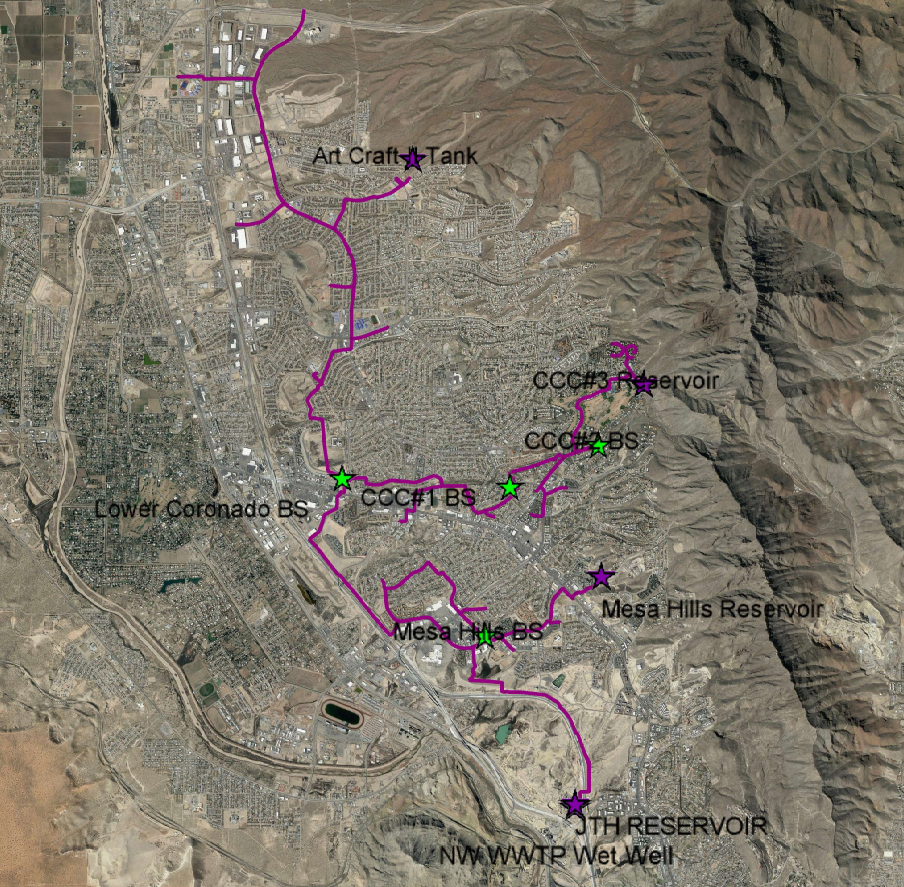 Art Craft II Tank
CCC#3 Reservoir
CCC#2 BS
CCC#1 BS
Lower Coronado BS
Mesa Hills Reservoir
Mesa Hills BS
JTH RESERVOIR
NW WWTP Wet Well